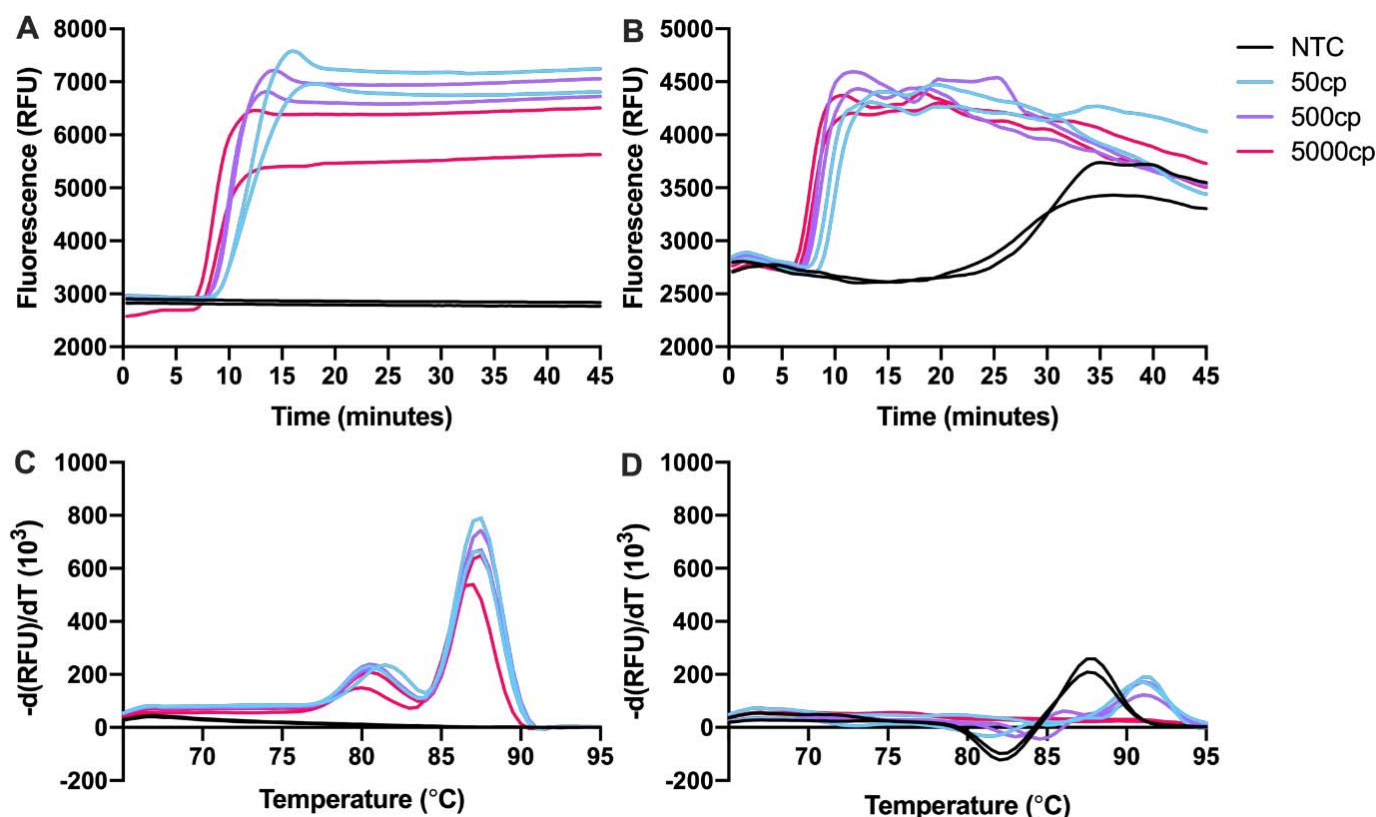 A
Fluorescence (RFU)
8000
7000
6000
5000
4000
3000
2000
0 5 10 15 20 25 30 35 40 45
Time (minutes)
B
Fluorescence (RFU)
5000
4500
4000
3500
3000
2500
2000
0 5 10 15 20 25 30 35 40 45
Time (minutes)
NTC
50cp
500cp
5000cp
C
-d(RFU)/dT (10³)
1000
800
600
400
200
0
-200
70 75 80 85 90 95
Temperature (°C)
D
-d(RFU)/dT (10³)
1000
800
600
400
200
0
-200
70 75 80 85 90 95
Temperature (°C)